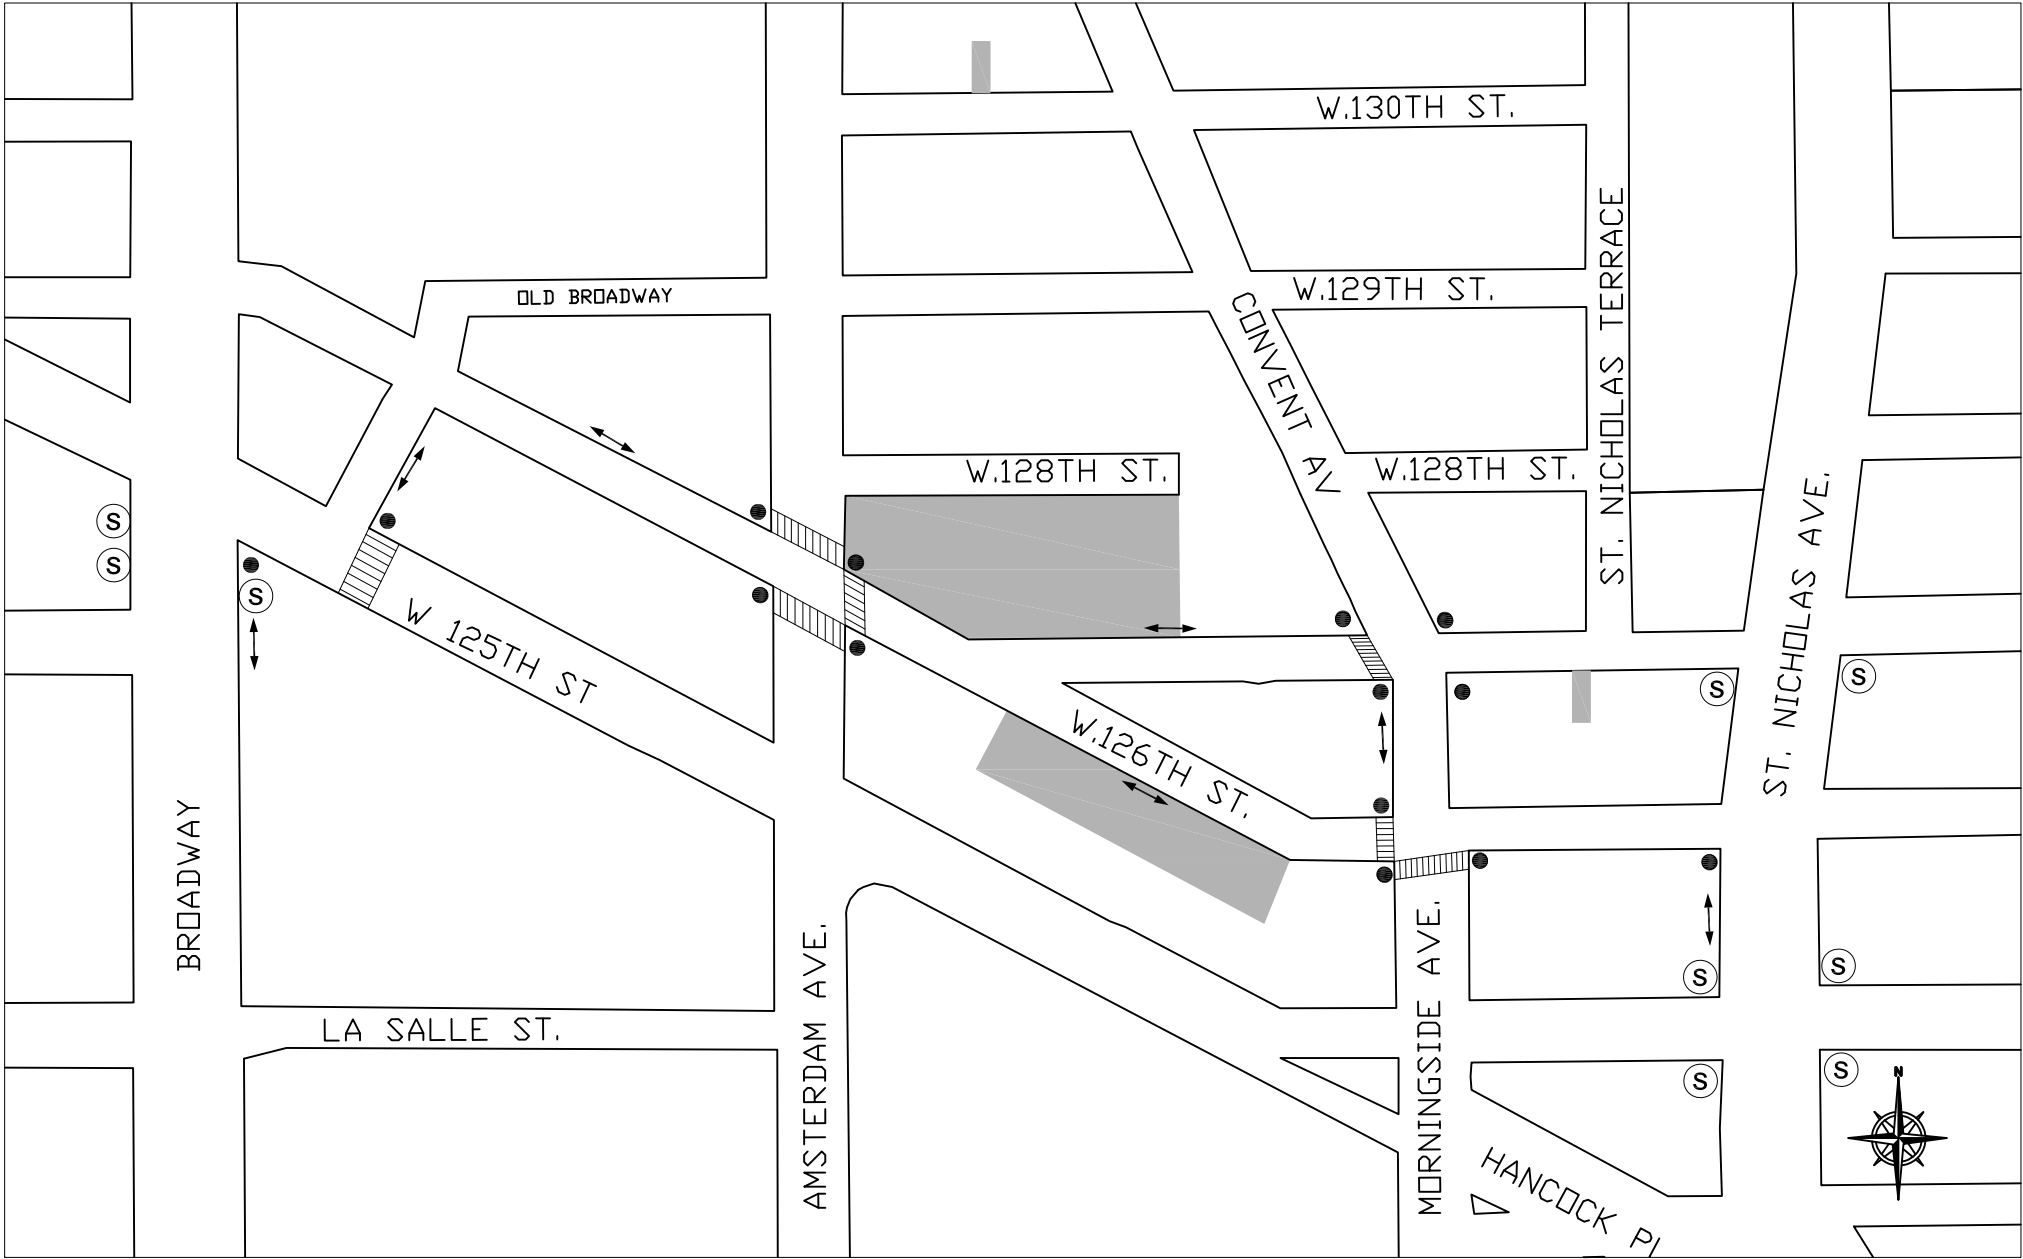 W.130TH ST.
ST. NICHOLAS TERRACE
OLD BROADWAY
W.129TH ST.
CONVENT AV
W.128TH ST.
W.128TH ST.
S
S
S
W 125TH ST
ST. NICHOLAS AVE.
S
S
W.126TH ST.
BROADWAY
AMSTERDAM AVE.
MORNINGSIDE AVE.
S
S
LA SALLE ST.
S
S
N
HANCOCK Pl